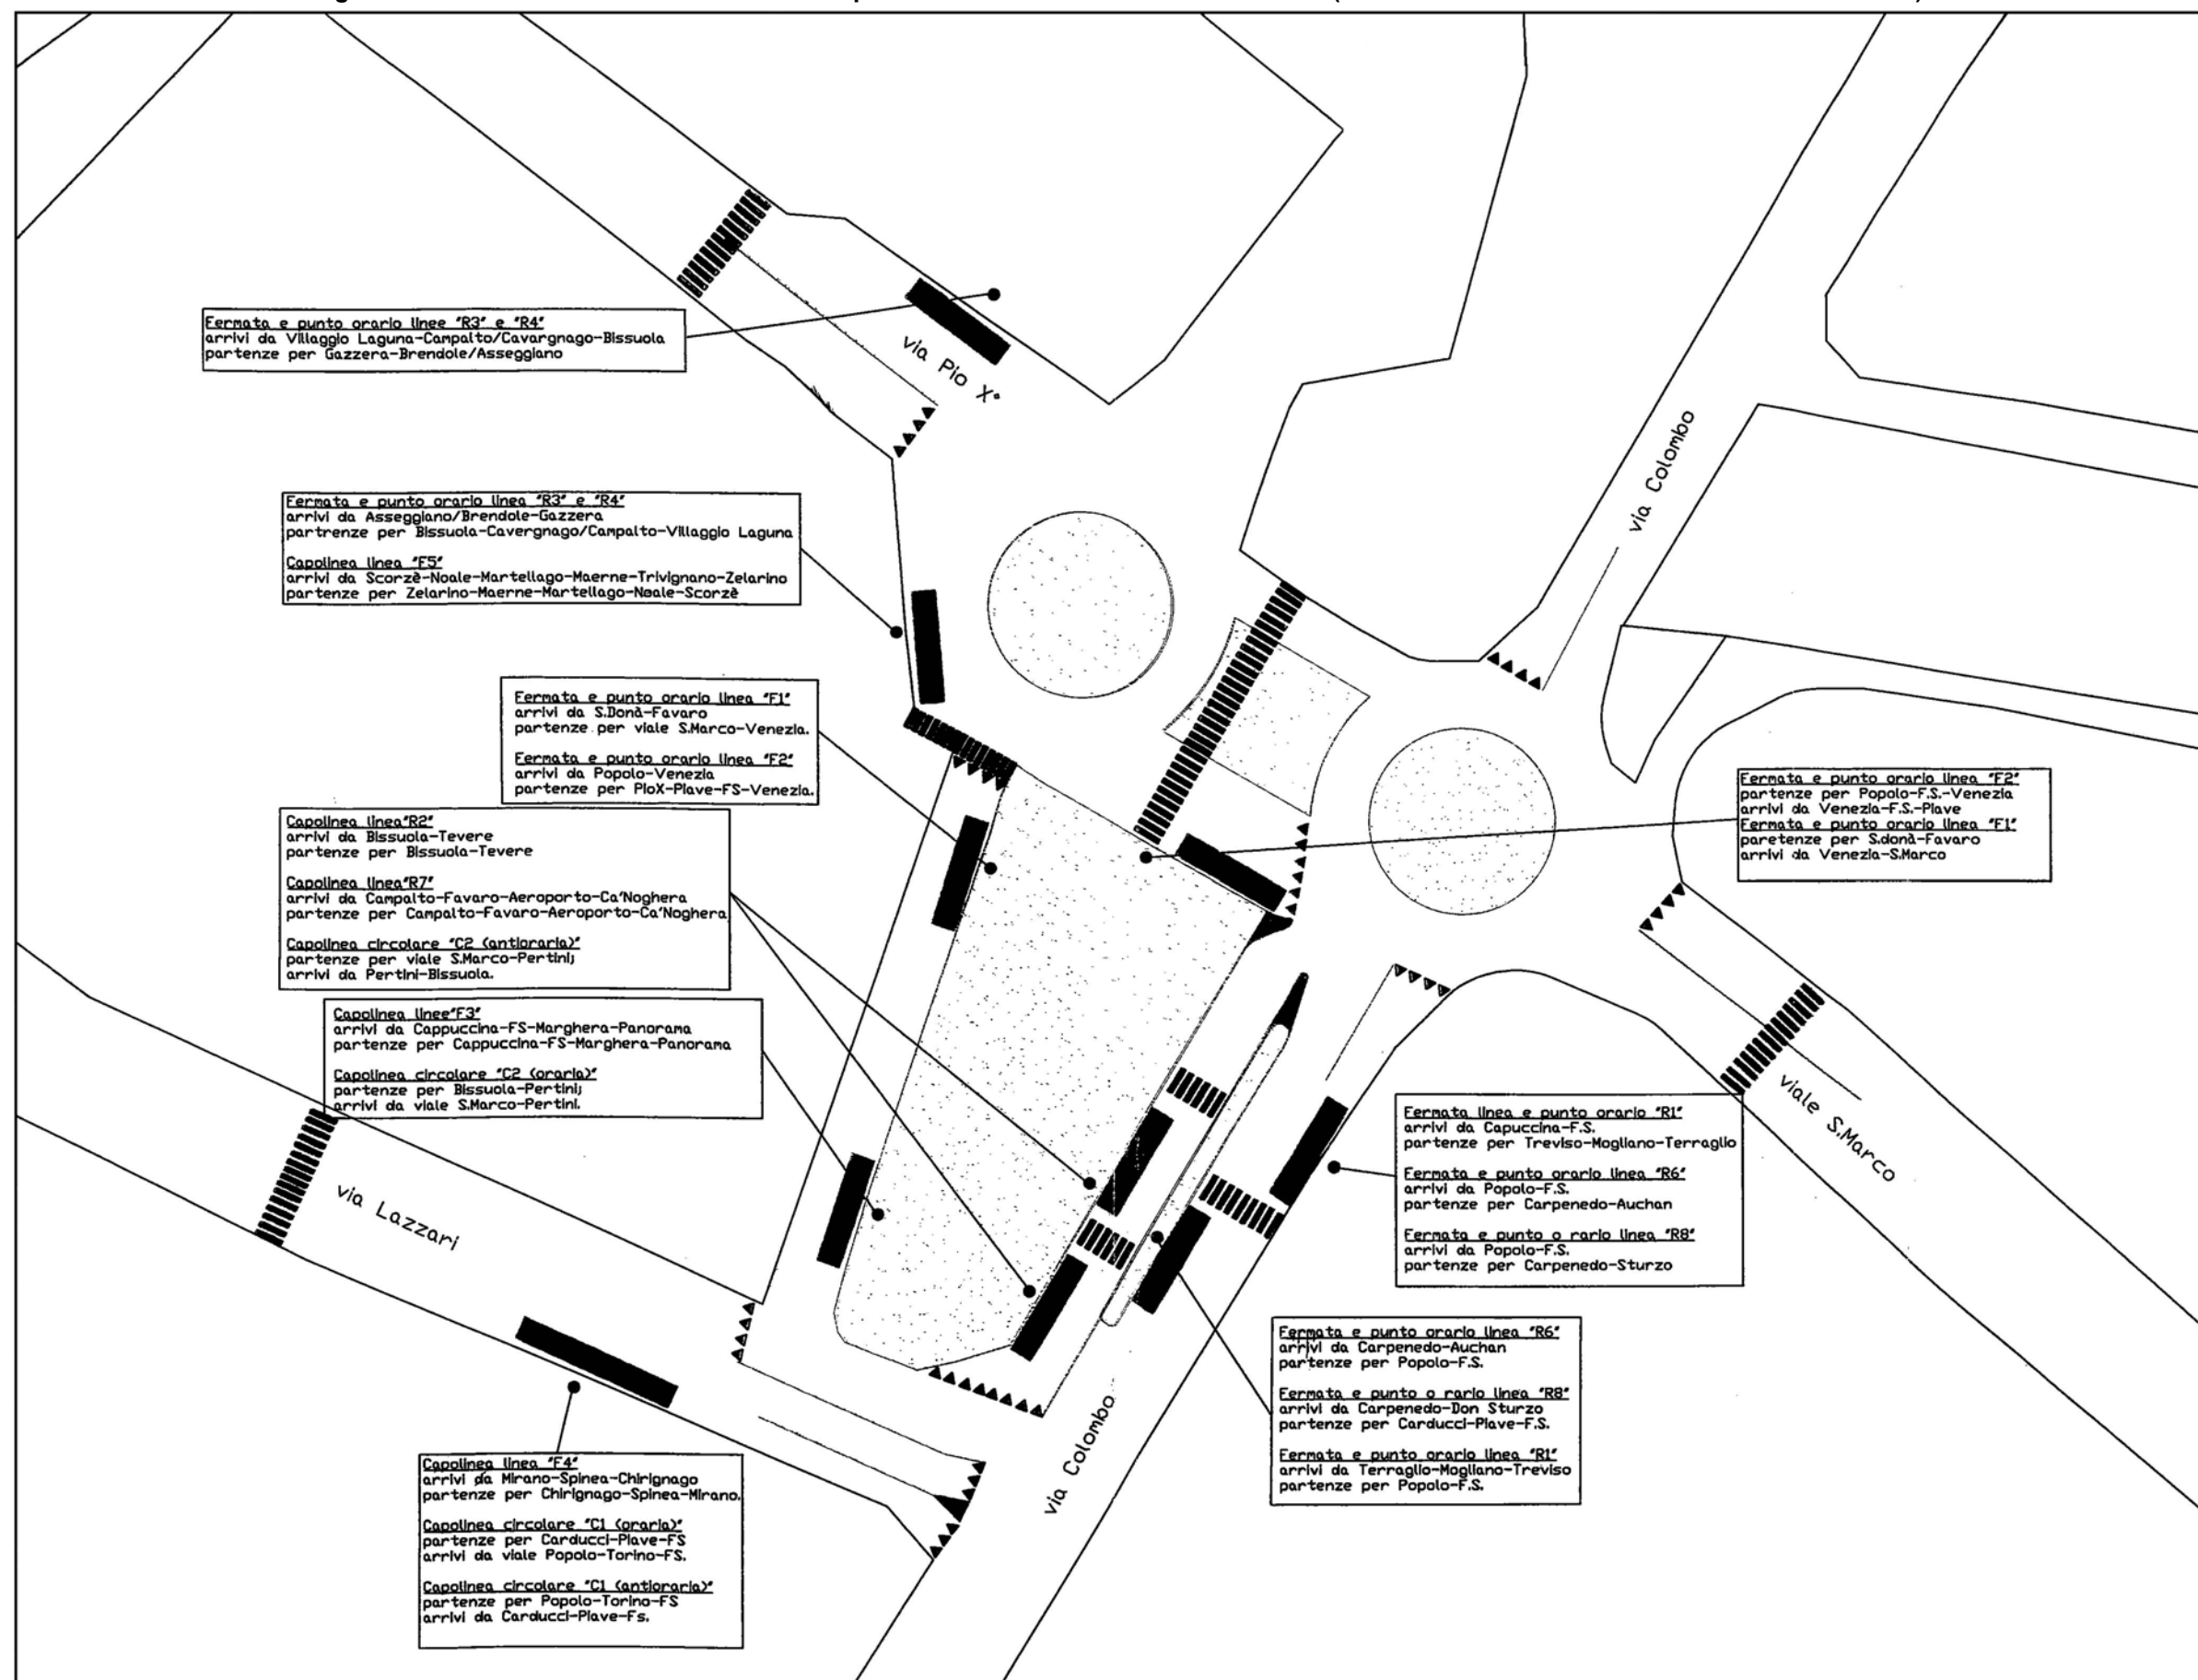 Fermata e punto orario linee "R3" e "R4"
arrivi da Villaggio Laguna-Campalto/Cavargnago-Bissuola
partenze per Gazzera-Brendole/Asseggiano
via Pio X°
via Colombo
Fermata e punto orario linea "R3" e "R4"
arrivi da Asseggiano/Brendole-Gazzera
partrenze per Bissuola-Cavergnago/Campalto-Villaggio Laguna
Capolinea linea "F5"
arrivi da Scorzè-Noale-Martellago-Maerne-Trivignano-Zelarino
partenze per Zelarino-Maerne-Martellago-Noale-Scorzè
Fermata e punto orario linea "F1"
arrivi da S.Donà-Favaro
partenze per viale S.Marco-Venezia.
Fermata e punto orario linea "F2"
arrivi da Popolo-Venezia
partenze per PioX-Piave-FS-Venezia.
Fermata e punto orario linea "F2"
partenze per Popolo-F.S.-Venezia
arrivi da Venezia-F.S.-Piave
Fermata e punto orario linea "F1"
paretenze per S.donà-Favaro
arrivi da Venezia-S.Marco
Capolinea linea"R2"
arrivi da Bissuola-Tevere
partenze per Bissuola-Tevere
Capolinea linea"R7"
arrivi da Campalto-Favaro-Aeroporto-Ca'Noghera
partenze per Campalto-Favaro-Aeroporto-Ca'Noghera
Capolinea circolare "C2 (antioraria)"
partenze per viale S.Marco-Pertini;
arrivi da Pertini-Bissuola.
Capolinea linee"F3"
arrivi da Cappuccina-FS-Marghera-Panorama
partenze per Cappuccina-FS-Marghera-Panorama
Capolinea circolare "C2 (oraria)"
partenze per Bissuola-Pertini;
arrivi da viale S.Marco-Pertini.
viale S.Marco
via Lazzari
Fermata linea e punto orario "R1"
arrivi da Capuccina-F.S.
partenze per Treviso-Mogliano-Terraglio
Fermata e punto orario linea "R6"
arrivi da Popolo-F.S.
partenze per Carpenedo-Auchan
Fermata e punto o rario linea "R8"
arrivi da Popolo-F.S.
partenze per Carpenedo-Sturzo
Fermata e punto orario linea "R6"
arrivi da Carpenedo-Auchan
partenze per Popolo-F.S.
Fermata e punto o rario linea "R8"
arrivi da Carpenedo-Don Sturzo
partenze per Carducci-Piave-F.S.
Fermata e punto orario linea "R1"
arrivi da Terraglio-Mogliano-Treviso
partenze per Popolo-F.S.
via Colombo
Capolinea linea "F4"
arrivi da Mirano-Spinea-Chirignago
partenze per Chirignago-Spinea-Mirano.
Capolinea circolare "C1 (oraria)"
partenze per Carducci-Piave-FS
arrivi da viale Popolo-Torino-FS.
Capolinea circolare "C1 (antioraria)"
partenze per Popolo-Torino-FS
arrivi da Carducci-Piave-Fs.